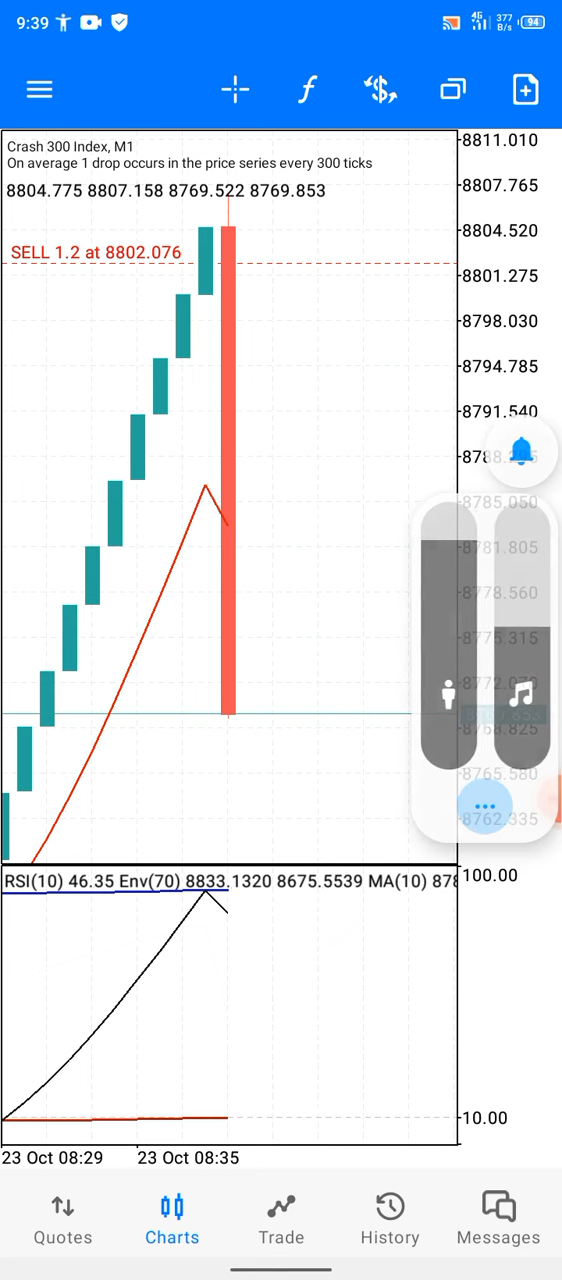 9:39
4G
377
B/s
94
Crash 300 Index, M1
On average 1 drop occurs in the price series every 300 ticks
8804.775 8807.158 8769.522 8769.853
SELL 1.2 at 8802.076
8811.010
8807.765
8804.520
8801.275
8798.030
8794.785
8791.540
8785.050
8781.805
8778.560
8775.315
8772.070
8768.825
8765.580
8762.335
RSI(10) 46.35 Env(70) 8833.1320 8675.5539 MA(10) 878
100.00
10.00
23 Oct 08:29
23 Oct 08:35
Quotes
Charts
Trade
History
Messages